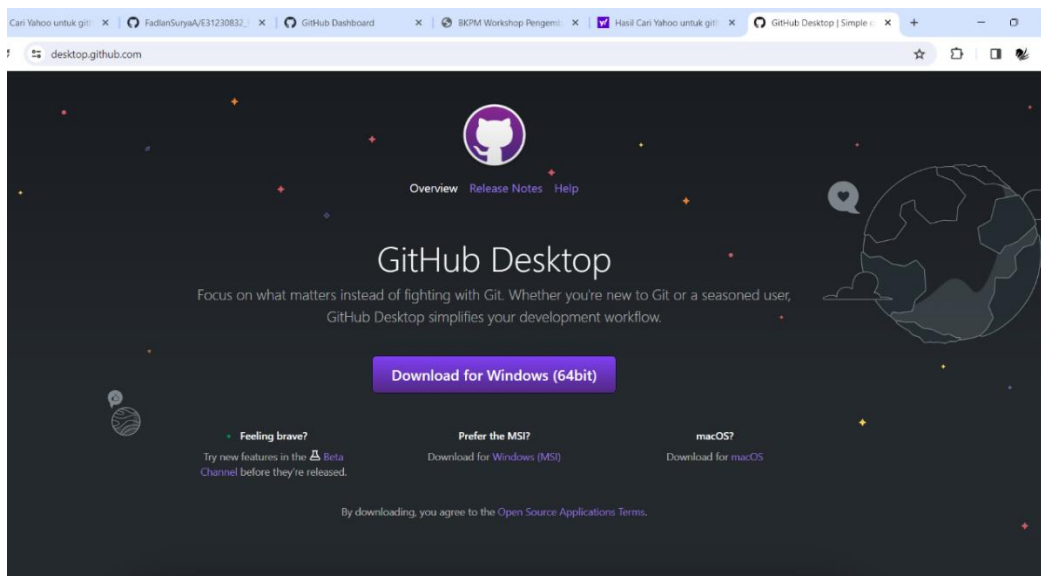 Cari Yahoo untuk git
FadlanSuryaA/E31230832_
GitHub Dashboard
BKPM Workshop Pengem
Hasil Cari Yahoo untuk git
GitHub Desktop | Simple c
desktop.github.com
Overview Release Notes Help
GitHub Desktop
Focus on what matters instead of fighting with Git. Whether you're new to Git or a seasoned user,
GitHub Desktop simplifies your development workflow.
Download for Windows (64bit)
Feeling brave?
Try new features in the Beta
Channel before they're released.
Prefer the MSI?
Download for Windows (MSI)
macOS?
Download for macOS
By downloading, you agree to the Open Source Applications Terms.